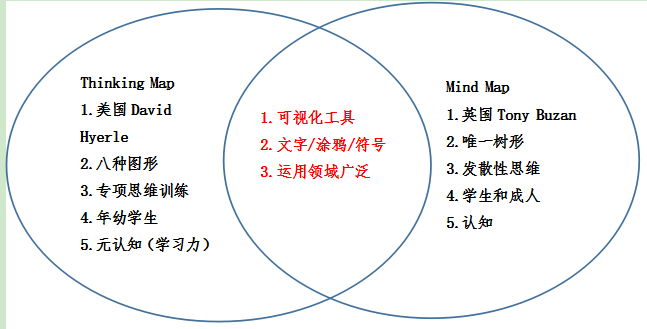 Thinking Map
1.美国 David
Hyerle
2.八种图形
3.专项思维训练
4.年幼学生
5.元认知（学习力）
1.可视化工具
2.文字/涂鸦/符号
3.运用领域广泛
Mind Map
1.英国 Tony Buzan
2.唯一树形
3.发散性思维
4.学生和成人
5.认知